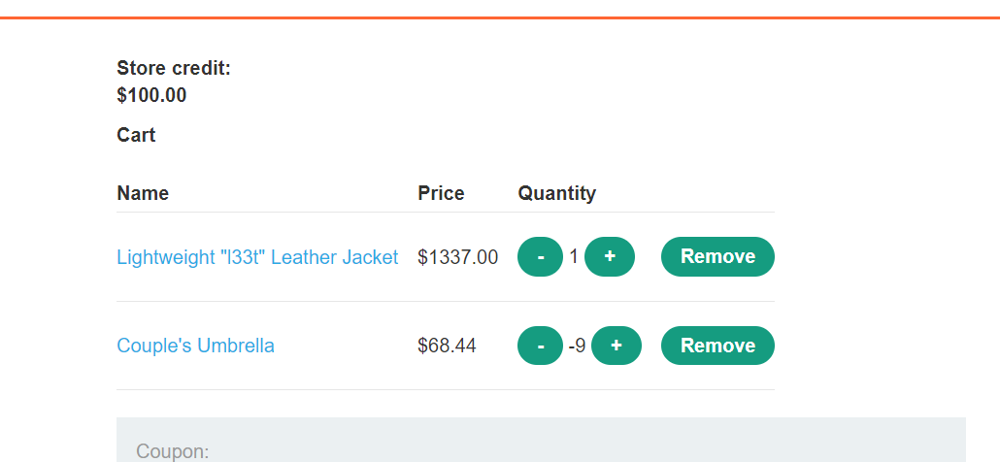 Store credit:
$100.00
Cart
Name Price Quantity
Lightweight "l33t" Leather Jacket $1337.00 - 1 + Remove
Couple's Umbrella $68.44 - -9 + Remove
Coupon: